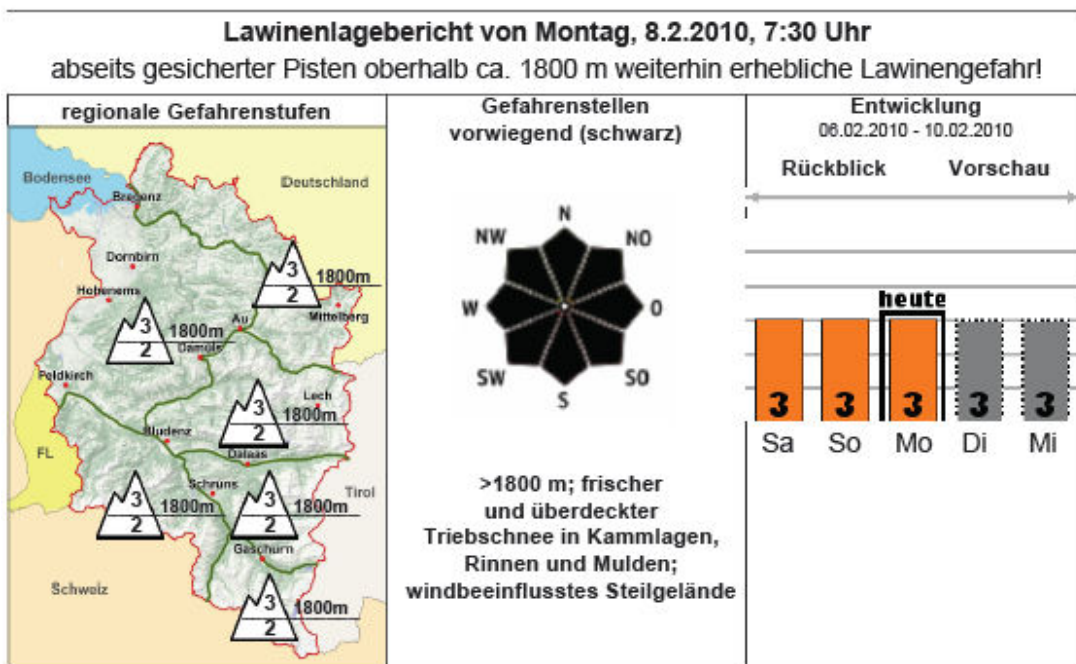 Lawinenlagebericht von Montag, 8.2.2010, 7:30 Uhr
abseits gesicherter Pisten oberhalb ca. 1800 m weiterhin erhebliche Lawinengefahr!
regionale Gefahrenstufen
Bodensee
Deutschland
Bregenz
Dornbirn
3
1800m
2
Hohenems
Mittelberg
3
Au
1800m
2
Damüls
Feldkirch
3
Lech
1800m
2
Bludenz
FL
Dalaas
Schruns
Tirol
3
1800m
2
3
1800m
2
Gaschurn
Schweiz
3
1800m
2
Gefahrenstellen
vorwiegend (schwarz)
N
NW
NO
W
O
SW
SO
S
>1800 m; frischer
und überdeckter
Triebschnee in Kammlagen,
Rinnen und Mulden;
windbeeinflusstes Steilgelände
Entwicklung
06.02.2010 - 10.02.2010
Rückblick Vorschau
heute
3 3 3 3 3
Sa So Mo Di Mi